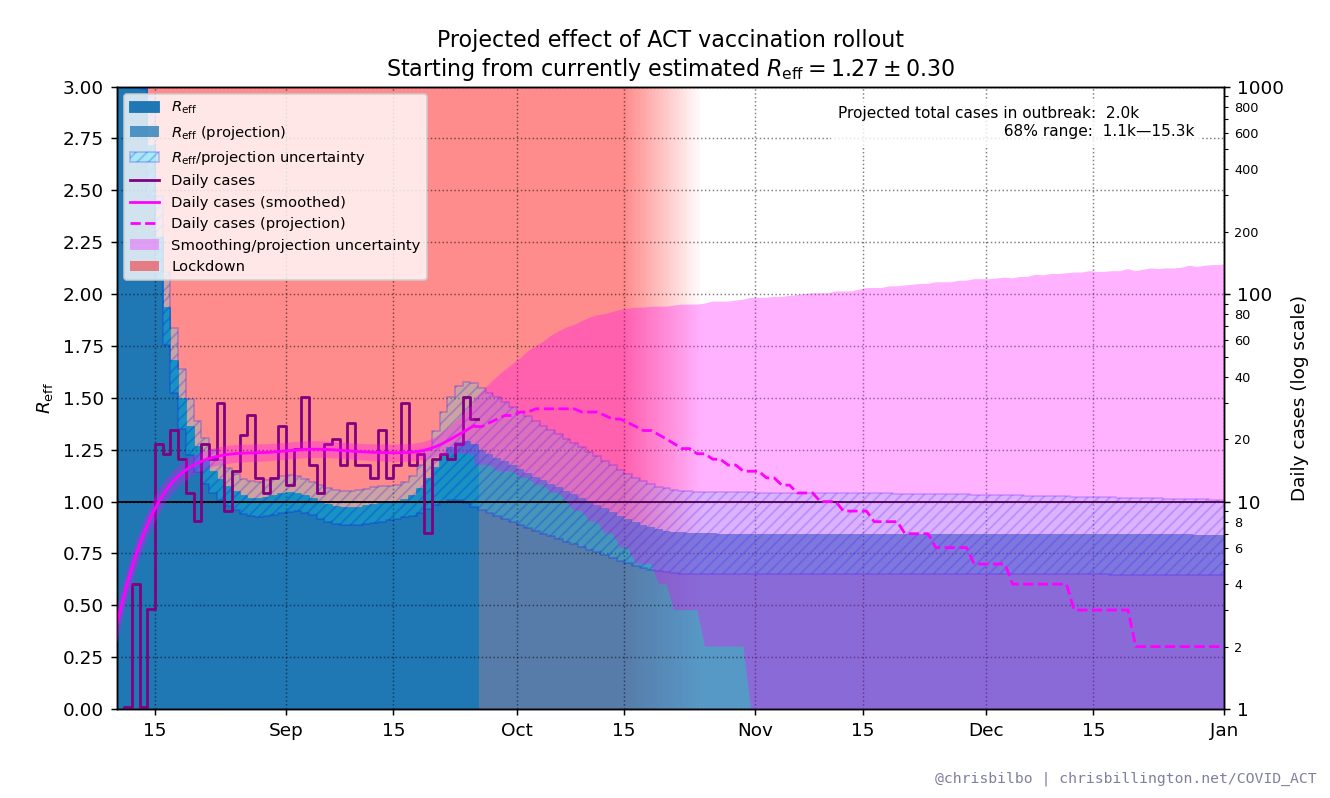 Projected effect of ACT vaccination rollout
Starting from currently estimated R_eff = 1.27 ± 0.30
Projected total cases in outbreak: 2.0k
68% range: 1.1k—15.3k
R_eff
R_eff (projection)
R_eff/projection uncertainty
Daily cases
Daily cases (smoothed)
Daily cases (projection)
Smoothing/projection uncertainty
Lockdown
R_eff
3.00
2.75
2.50
2.25
2.00
1.75
1.50
1.25
1.00
0.75
0.50
0.25
0.00
15
Sep
15
Oct
15
Nov
15
Dec
15
Jan
1000
800
600
400
200
100
80
60
40
20
10
8
6
4
2
1
Daily cases (log scale)
@chrisbilbo | chrisbillington.net/COVID_ACT